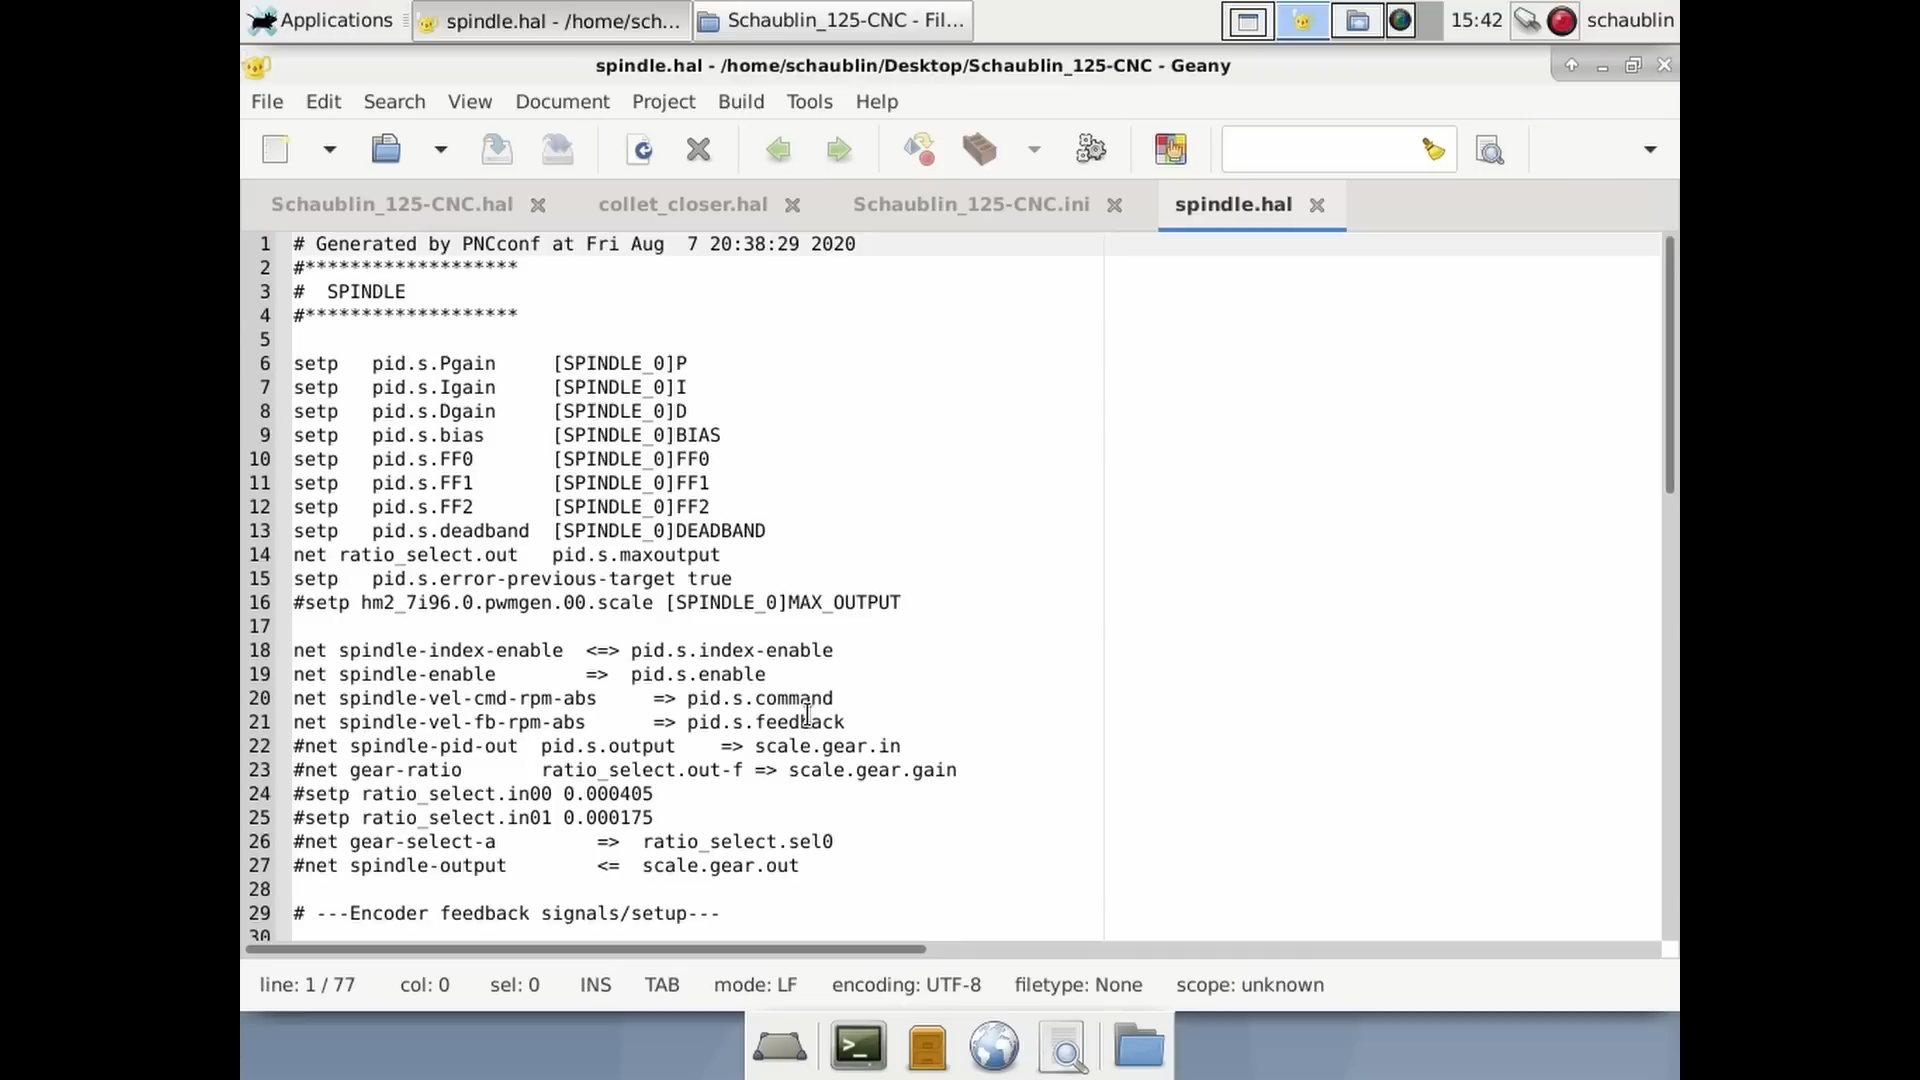 Applications spindle.hal - /home/sch... Schaublin_125-CNC - Fil... 15:42 schaublin
spindle.hal - /home/schaublin/Desktop/Schaublin_125-CNC - Geany
File Edit Search View Document Project Build Tools Help
Schaublin_125-CNC.hal collet_closer.hal Schaublin_125-CNC.ini spindle.hal
1 # Generated by PNCconf at Fri Aug  7 20:38:29 2020
2 #*******************
3 #  SPINDLE
4 #*******************
5
6 setp   pid.s.Pgain     [SPINDLE_0]P
7 setp   pid.s.Igain     [SPINDLE_0]I
8 setp   pid.s.Dgain     [SPINDLE_0]D
9 setp   pid.s.bias      [SPINDLE_0]BIAS
10 setp   pid.s.FF0       [SPINDLE_0]FF0
11 setp   pid.s.FF1       [SPINDLE_0]FF1
12 setp   pid.s.FF2       [SPINDLE_0]FF2
13 setp   pid.s.deadband  [SPINDLE_0]DEADBAND
14 net ratio_select.out   pid.s.maxoutput
15 setp   pid.s.error-previous-target true
16 #setp hm2_7i96.0.pwmgen.00.scale [SPINDLE_0]MAX_OUTPUT
17
18 net spindle-index-enable  <=> pid.s.index-enable
19 net spindle-enable        =>  pid.s.enable
20 net spindle-vel-cmd-rpm-abs     => pid.s.command
21 net spindle-vel-fb-rpm-abs      => pid.s.feedback
22 #net spindle-pid-out  pid.s.output    => scale.gear.in
23 #net gear-ratio       ratio_select.out-f => scale.gear.gain
24 #setp ratio_select.in00 0.000405
25 #setp ratio_select.in01 0.000175
26 #net gear-select-a         =>  ratio_select.sel0
27 #net spindle-output        <=  scale.gear.out
28
29 # ---Encoder feedback signals/setup---
30
line: 1 / 77 col: 0 sel: 0 INS TAB mode: LF encoding: UTF-8 filetype: None scope: unknown